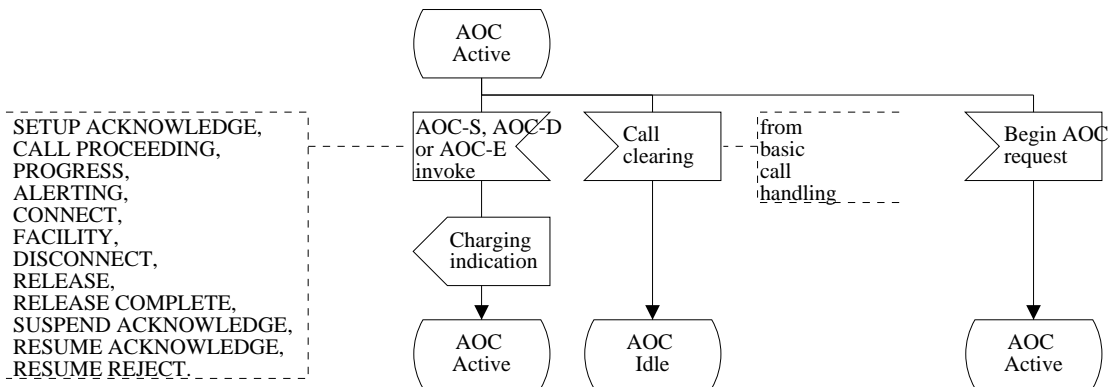 AOC
Active
SETUP ACKNOWLEDGE,
CALL PROCEEDING,
PROGRESS,
ALERTING,
CONNECT,
FACILITY,
DISCONNECT,
RELEASE,
RELEASE COMPLETE,
SUSPEND ACKNOWLEDGE,
RESUME ACKNOWLEDGE,
RESUME REJECT.
AOC-S, AOC-D
or AOC-E
invoke
Call
clearing
from
basic
call
handling
Begin AOC
request
Charging
indication
AOC
Active
AOC
Idle
AOC
Active